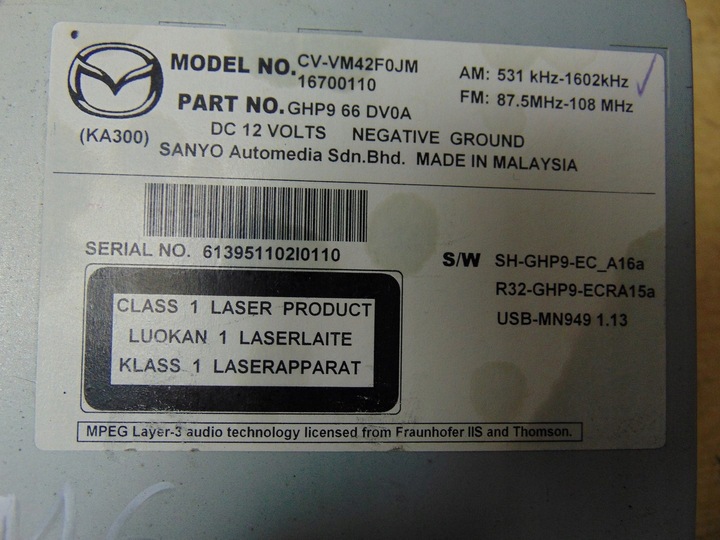 MODEL NO. CV-VM42F0JM
16700110
PART NO. GHP9 66 DV0A
AM: 531 kHz-1602kHz
FM: 87.5MHz-108 MHz
(KA300)
DC 12 VOLTS NEGATIVE GROUND
SANYO Automedia Sdn.Bhd. MADE IN MALAYSIA
SERIAL NO. 613951102I0110
S/W SH-GHP9-EC_A16a
R32-GHP9-ECRA15a
USB-MN949 1.13
CLASS 1 LASER PRODUCT
LUOKAN 1 LASERLAITE
KLASS 1 LASERAPPARAT
MPEG Layer-3 audio technology licensed from Fraunhofer IIS and Thomson.